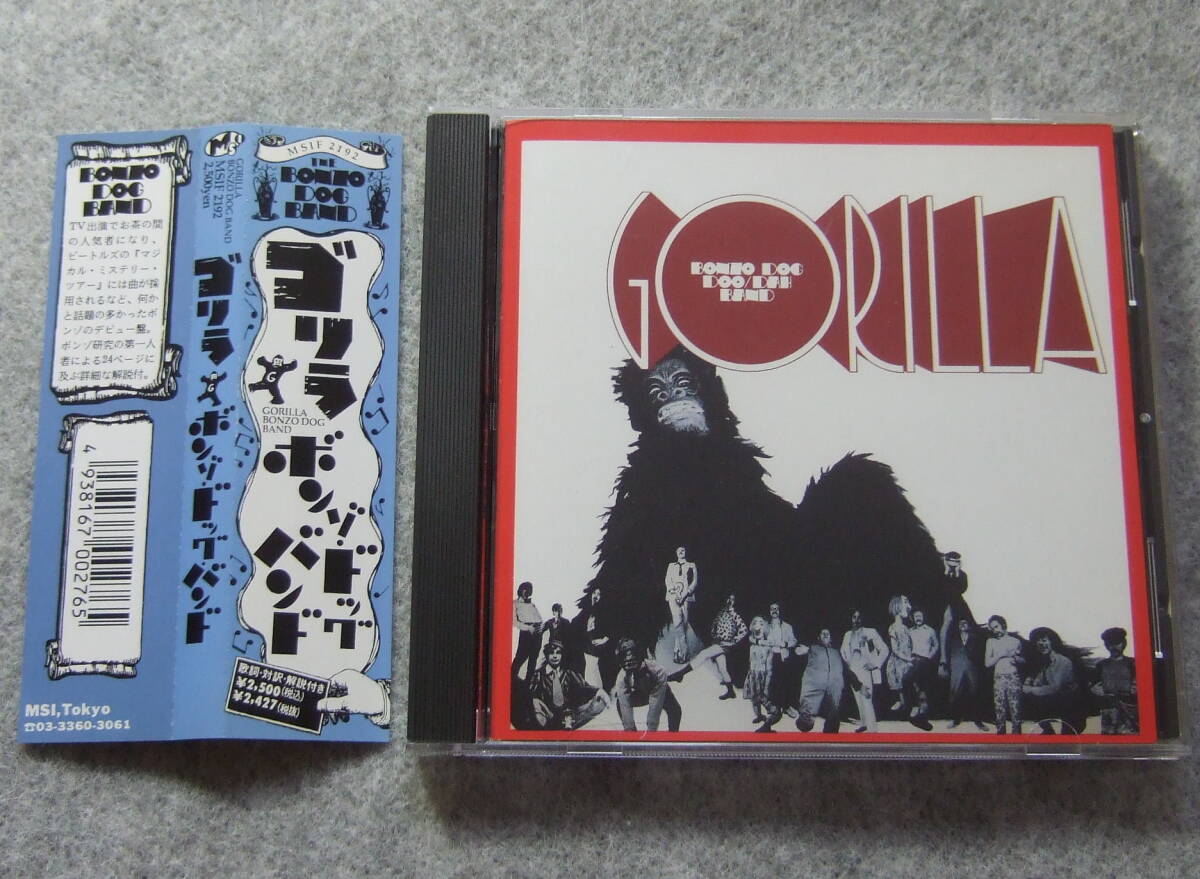 BONZO
DOG
BAND
TV出演でお茶の間
の人気者になり、
ビートルズの『マジ
カル・ミステリー・
ツアー』には曲が採
用されるなど、何か
と話題の多かったボ
ンゾのデビュー盤。
ボンゾ研究の第一人
者による24ページに
及ぶ詳細な解説付。
4 938167 002765
MSI,Tokyo
☎03-3360-3061
MSI
GORILLA
BONZO DOG BAND
MSIF 2192
2,500yen
ゴリラ
G
ボンゾ・ドッグ・バンド
MSIF 2192
THE
BONZO
DOG
BAND
ゴリラ
G
GORILLA
BONZO DOG
BAND
ボンゾ・ドッグ
バンド
歌詞・対訳・解説付き
¥2,500(税込)
¥2,427(税抜)
GORILLA
BONZO DOG
DOO/DAH
BAND